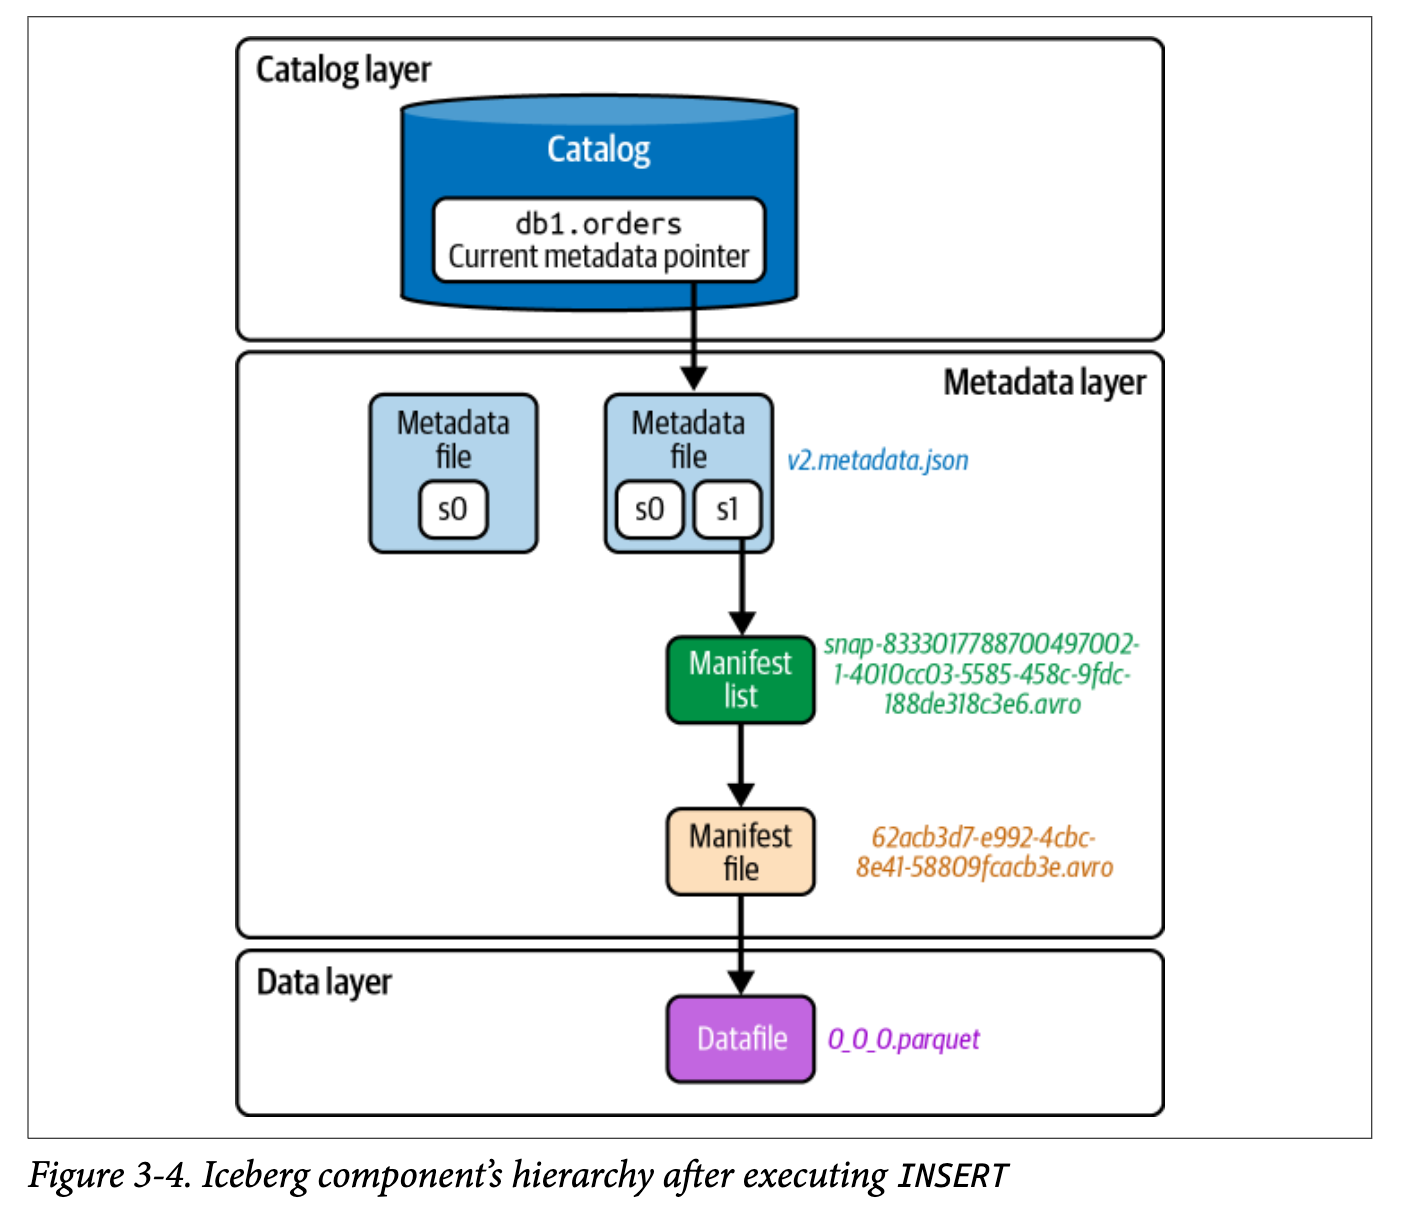 Catalog layer
Catalog
db1.orders
Current metadata pointer
Metadata layer
Metadata
file
s0
Metadata
file
s0
s1
v2.metadata.json
Manifest
list
snap-8333017788700497002-
1-4010cc03-5585-458c-9fdc-
188de318c3e6.avro
Manifest
file
62acb3d7-e992-4cbc-
8e41-58809fcacb3e.avro
Data layer
Datafile
0_0_0.parquet
Figure 3-4. Iceberg component’s hierarchy after executing INSERT